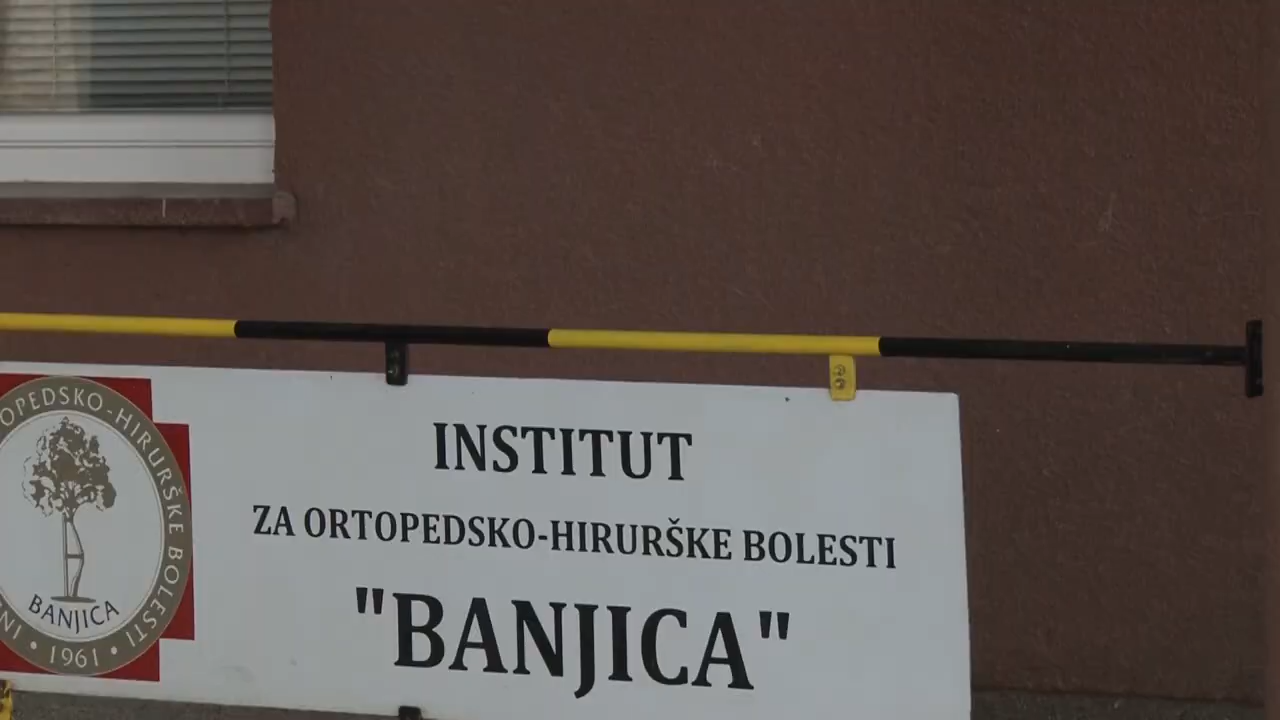 INSTITUT
ZA ORTOPEDSKO-HIRURŠKE BOLESTI
"BANJICA"
OPEDSKO-HIRURŠKE BOLESTI
BANJICA
• 1961 •